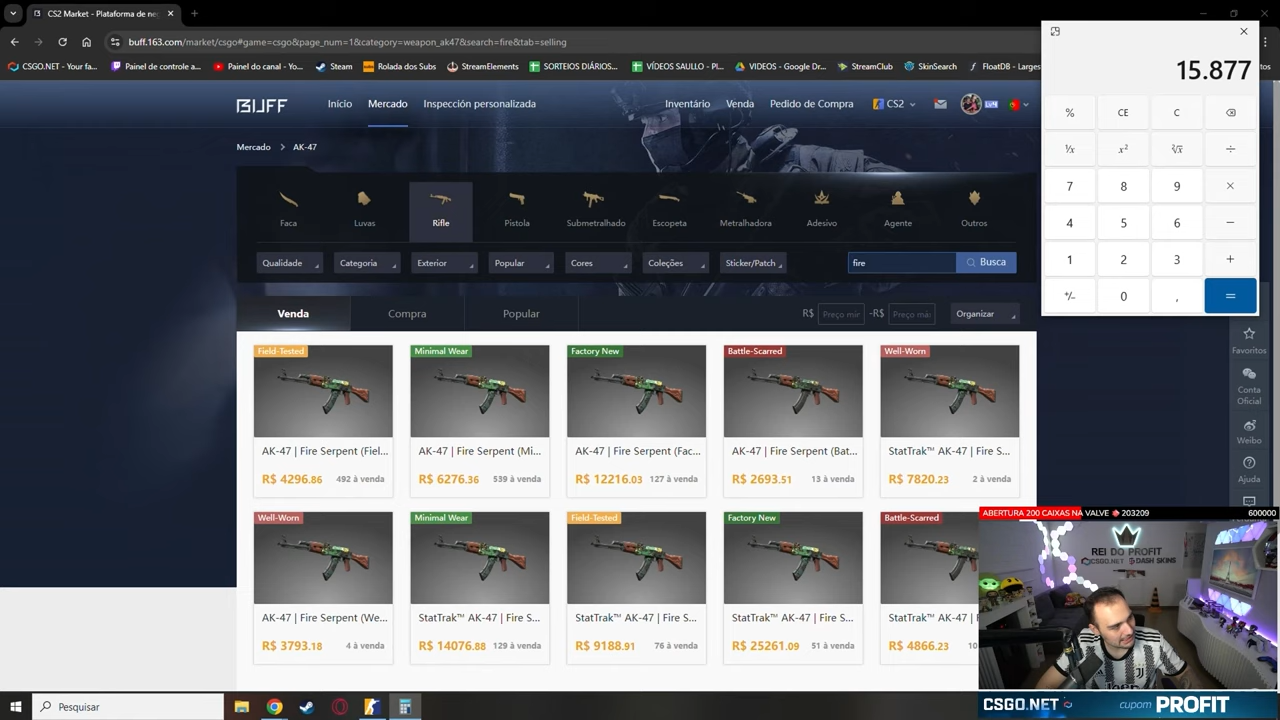 CS2 Market - Plataforma de ne
buff.163.com/market/csgo#game=csgo&page_num=1&category=weapon_ak47&search=fire&tab=selling
CSGO.NET - Your fa...
Painel de controle a...
Painel do canal - Yo...
Steam
Rolada dos Subs
StreamElements
SORTEIOS DIÁRIOS...
VÍDEOS SAULLO - PI...
VIDEOS - Google Dr...
StreamClub
SkinSearch
FloatDB - Larges
tos
BUFF
Início
Mercado
Inspecção personalizada
Inventário
Venda
Pedido de Compra
CS2
Mercado > AK-47
Faca
Luvas
Rifle
Pistola
Submetralhado
Escopeta
Metralhadora
Adesivo
Agente
Outros
Qualidade
Categoria
Exterior
Popular
Cores
Coleções
Sticker/Patch
fire
Busca
Venda
Compra
Popular
R$ Preço mír -R$ Preço má
Organizar
Field-Tested
Minimal Wear
Factory New
Battle-Scarred
Well-Worn
AK-47 | Fire Serpent (Fiel...
AK-47 | Fire Serpent (Mi...
AK-47 | Fire Serpent (Fac...
AK-47 | Fire Serpent (Bat...
StatTrak™ AK-47 | Fire S...
R$ 4296.86 492 à venda
R$ 6276.36 539 à venda
R$ 12216.03 127 à venda
R$ 2693.51 13 à venda
R$ 7820.23 2 à venda
Well-Worn
Minimal Wear
Field-Tested
Factory New
Battle-Scarred
AK-47 | Fire Serpent (We...
StatTrak™ AK-47 | Fire S...
StatTrak™ AK-47 | Fire S...
StatTrak™ AK-47 | Fire S...
StatTrak™ AK-47 | F
R$ 3793.18 4 à venda
R$ 14076.88 129 à venda
R$ 9188.91 76 à venda
R$ 25261.09 51 à venda
R$ 4866.23 10
15.877
% CE C
¹/x x² ²√x ÷
7 8 9 ×
4 5 6 −
1 2 3 +
+/− 0 , =
Favoritos
Conta
Oficial
Weibo
Ajuda
ABERTURA 200 CAIXAS NA VALVE 203209 600000
REI DO PROFIT
CSGO.NET DASH SKINS
Jeep
CSGO.NET cupom PROFIT
Pesquisar